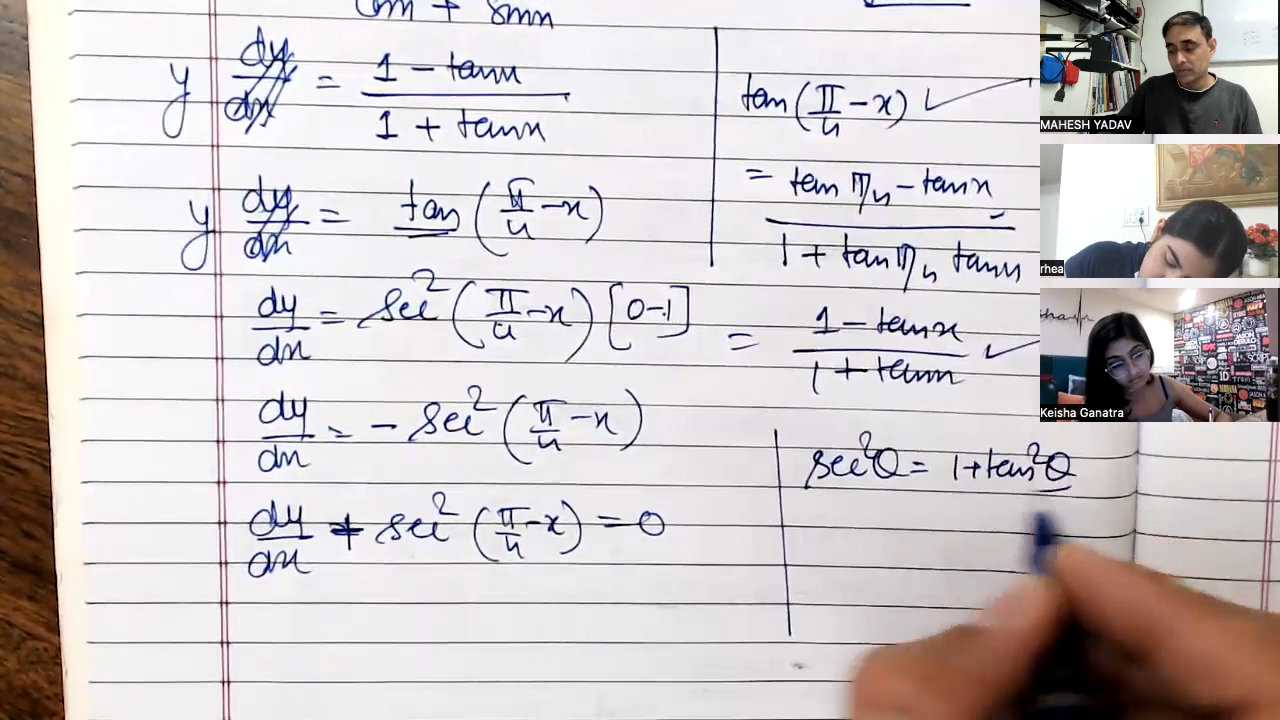 y dy/dx = 1 - tanx / 1 + tanx
y dy/dx = tan (π/4 - x)
dy/dx = sec² (π/4 - x) [0-1]
dy/dx = - sec² (π/4 - x)
dy/dx + sec² (π/4 - x) = 0
tan (π/4 - x) ✓
= tan π/4 - tanx / 1 + tan π/4 tanx
= 1 - tanx / 1 + tanx ✓
sec²θ = 1 + tan²θ
MAHESH YADAV
rhea
Keisha Ganatra